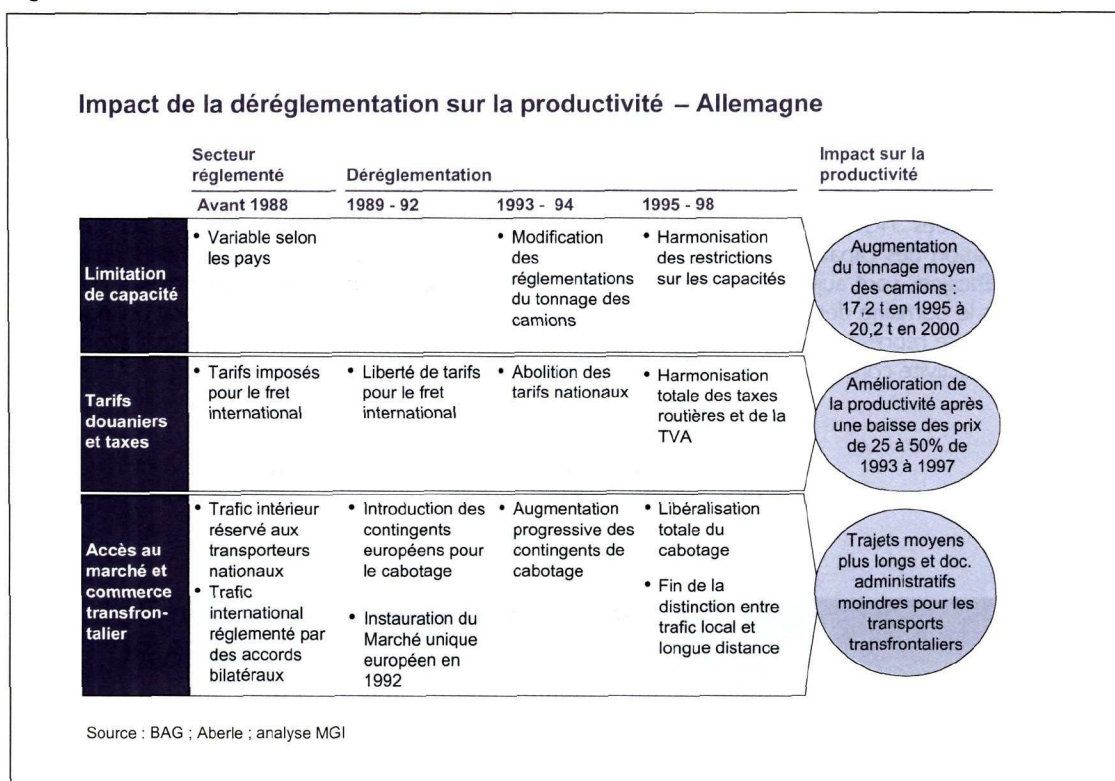 Impact de la déréglementation sur la productivité – Allemagne
Secteur
réglementé
Déréglementation
Impact sur la
productivité
Avant 1988
1989 - 92
1993 - 94
1995 - 98
Limitation
de capacité
• Variable selon
les pays
• Modification
des
réglementations
du tonnage des
camions
• Harmonisation
des restrictions
sur les capacités
Augmentation
du tonnage moyen
des camions :
17,2 t en 1995 à
20,2 t en 2000
Tarifs
douaniers
et taxes
• Tarifs imposés
pour le fret
international
• Liberté de tarifs
pour le fret
international
• Abolition des
tarifs nationaux
• Harmonisation
totale des taxes
routières et de la
TVA
Amélioration de
la productivité après
une baisse des prix
de 25 à 50% de
1993 à 1997
Accès au
marché et
commerce
transfron-
talier
• Trafic intérieur
réservé aux
transporteurs
nationaux
• Trafic
international
réglementé par
des accords
bilatéraux
• Introduction des
contingents
européens pour
le cabotage
• Instauration du
Marché unique
européen en
1992
• Augmentation
progressive des
contingents de
cabotage
• Libéralisation
totale du
cabotage
• Fin de la
distinction entre
trafic local et
longue distance
Trajets moyens
plus longs et doc.
administratifs
moindres pour les
transports
transfrontaliers
Source : BAG ; Aberle ; analyse MGI